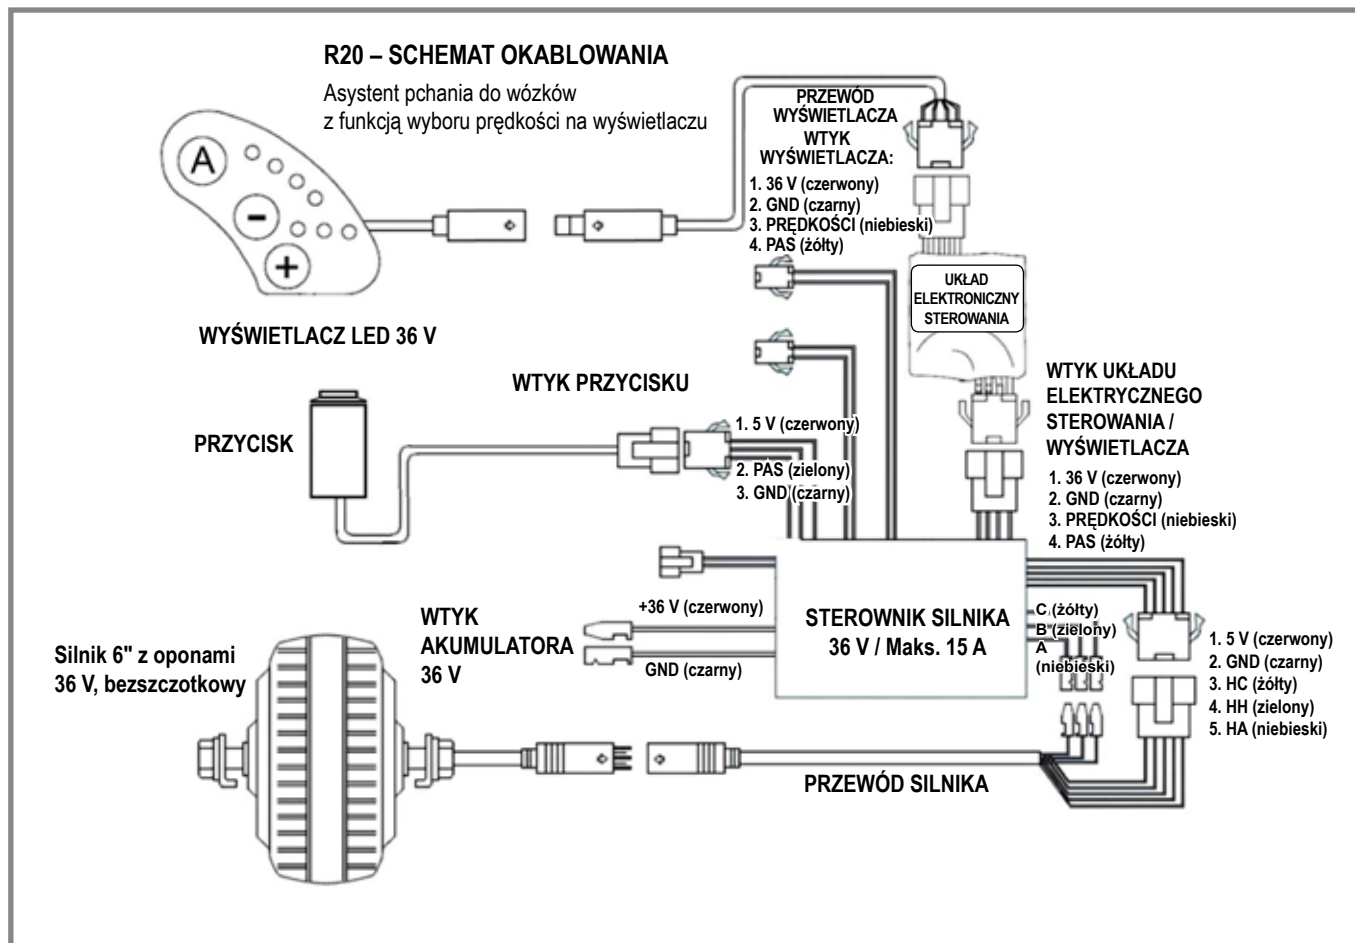 R20 – SCHEMAT OKABLOWANIA
Asystent pchania do wózków
z funkcją wyboru prędkości na wyświetlaczu
A
-
+
WYŚWIETLACZ LED 36 V
PRZEWÓD
WYŚWIETLACZA
WTYK
WYŚWIETLACZA:
1. 36 V (czerwony)
2. GND (czarny)
3. PRĘDKOŚCI (niebieski)
4. PAS (żółty)
UKŁAD
ELEKTRONICZNY
STEROWANIA
WTYK UKŁADU
ELEKTRYCZNEGO
STEROWANIA /
WYŚWIETLACZA
1. 36 V (czerwony)
2. GND (czarny)
3. PRĘDKOŚCI (niebieski)
4. PAS (żółty)
PRZYCISK
WTYK PRZYCISKU
1. 5 V (czerwony)
2. PAS (zielony)
3. GND (czarny)
WTYK
AKUMULATORA
36 V
+36 V (czerwony)
GND (czarny)
STEROWNIK SILNIKA
36 V / Maks. 15 A
C (żółty)
B (zielony)
A
(niebieski)
1. 5 V (czerwony)
2. GND (czarny)
3. HC (żółty)
4. HH (zielony)
5. HA (niebieski)
Silnik 6" z oponami
36 V, bezszczotkowy
PRZEWÓD SILNIKA